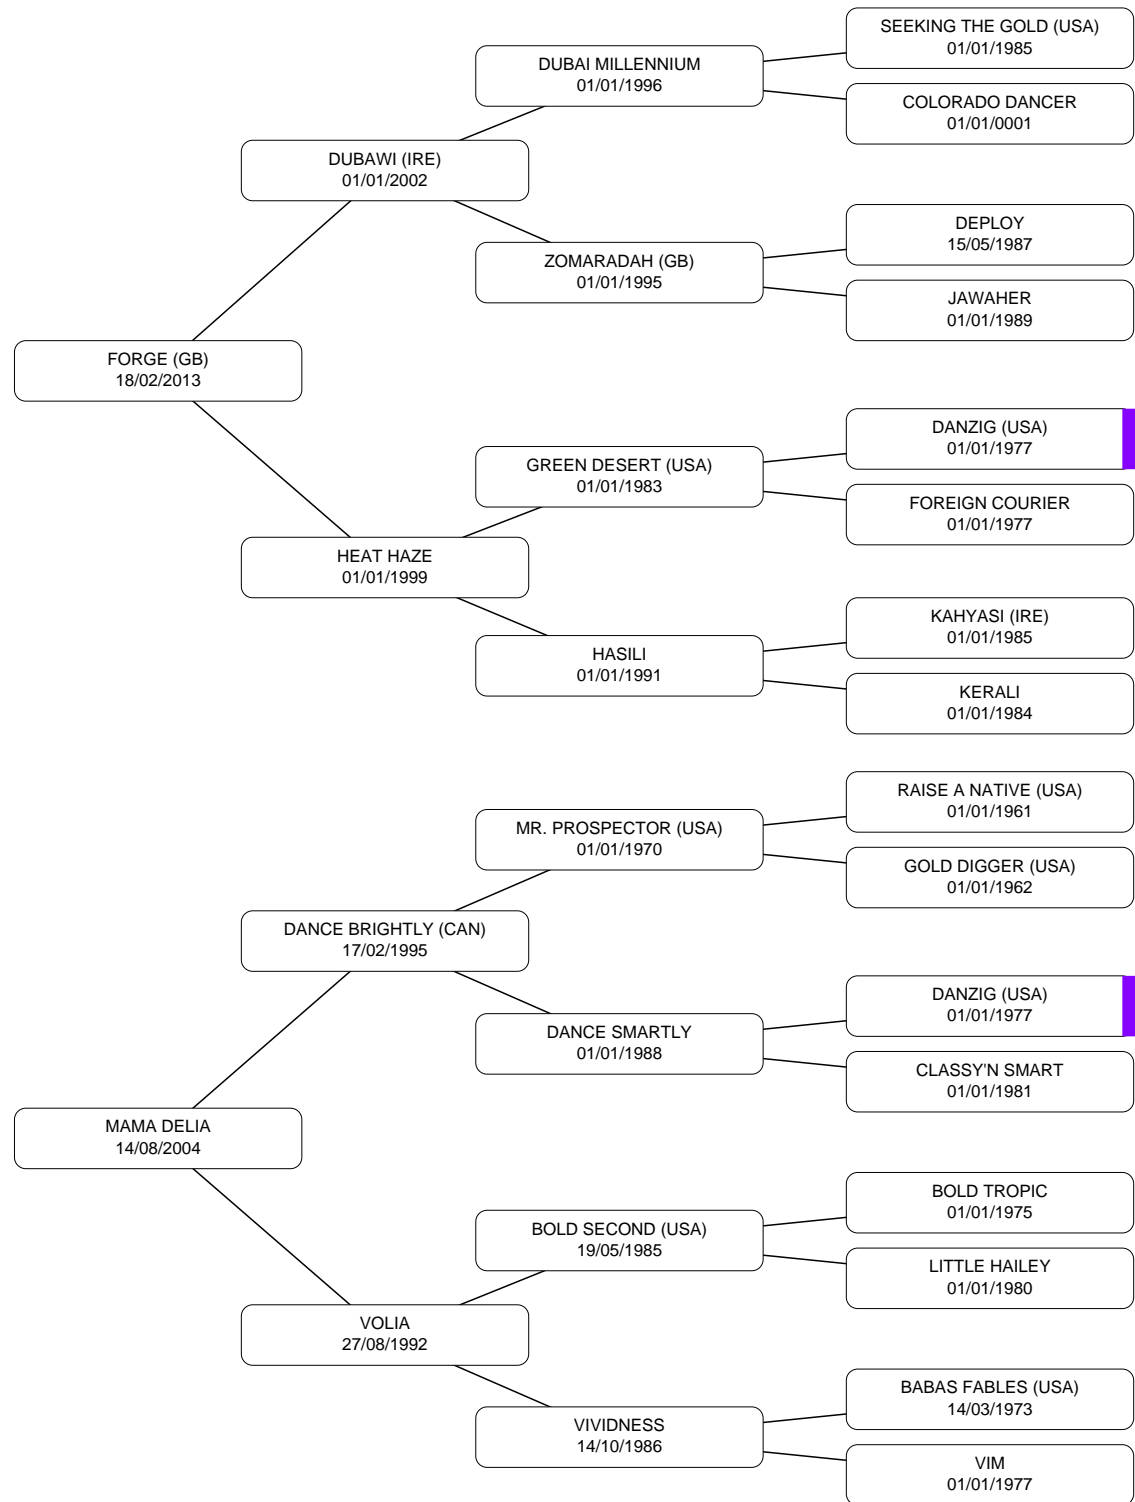 SEEKING THE GOLD (USA)
01/01/1985
DUBAI MILLENNIUM
01/01/1996
COLORADO DANCER
01/01/0001
DUBAWI (IRE)
01/01/2002
DEPLOY
15/05/1987
ZOMARADAH (GB)
01/01/1995
JAWAHER
01/01/1989
FORGE (GB)
18/02/2013
DANZIG (USA)
01/01/1977
GREEN DESERT (USA)
01/01/1983
FOREIGN COURIER
01/01/1977
HEAT HAZE
01/01/1999
KAHYASI (IRE)
01/01/1985
HASILI
01/01/1991
KERALI
01/01/1984
RAISE A NATIVE (USA)
01/01/1961
MR. PROSPECTOR (USA)
01/01/1970
GOLD DIGGER (USA)
01/01/1962
DANCE BRIGHTLY (CAN)
17/02/1995
DANZIG (USA)
01/01/1977
DANCE SMARTLY
01/01/1988
CLASSY'N SMART
01/01/1981
MAMA DELIA
14/08/2004
BOLD TROPIC
01/01/1975
BOLD SECOND (USA)
19/05/1985
LITTLE HAILEY
01/01/1980
VOLIA
27/08/1992
BABAS FABLES (USA)
14/03/1973
VIVIDNESS
14/10/1986
VIM
01/01/1977